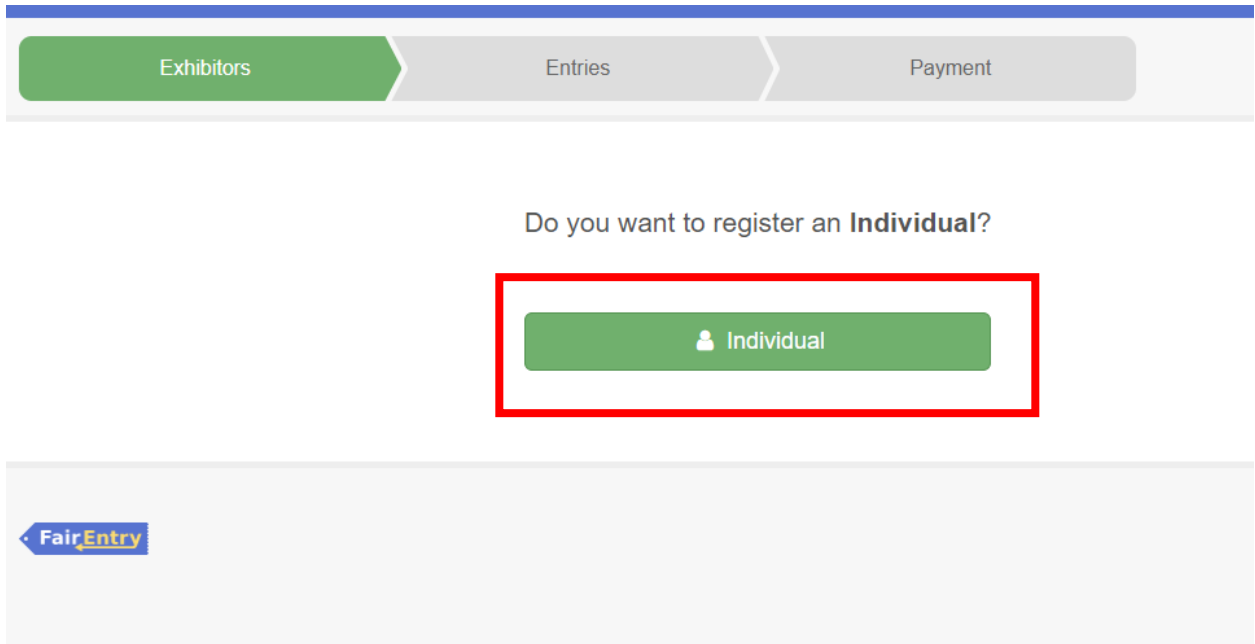 Exhibitors
Entries
Payment
Do you want to register an Individual?
Individual
FairEntry